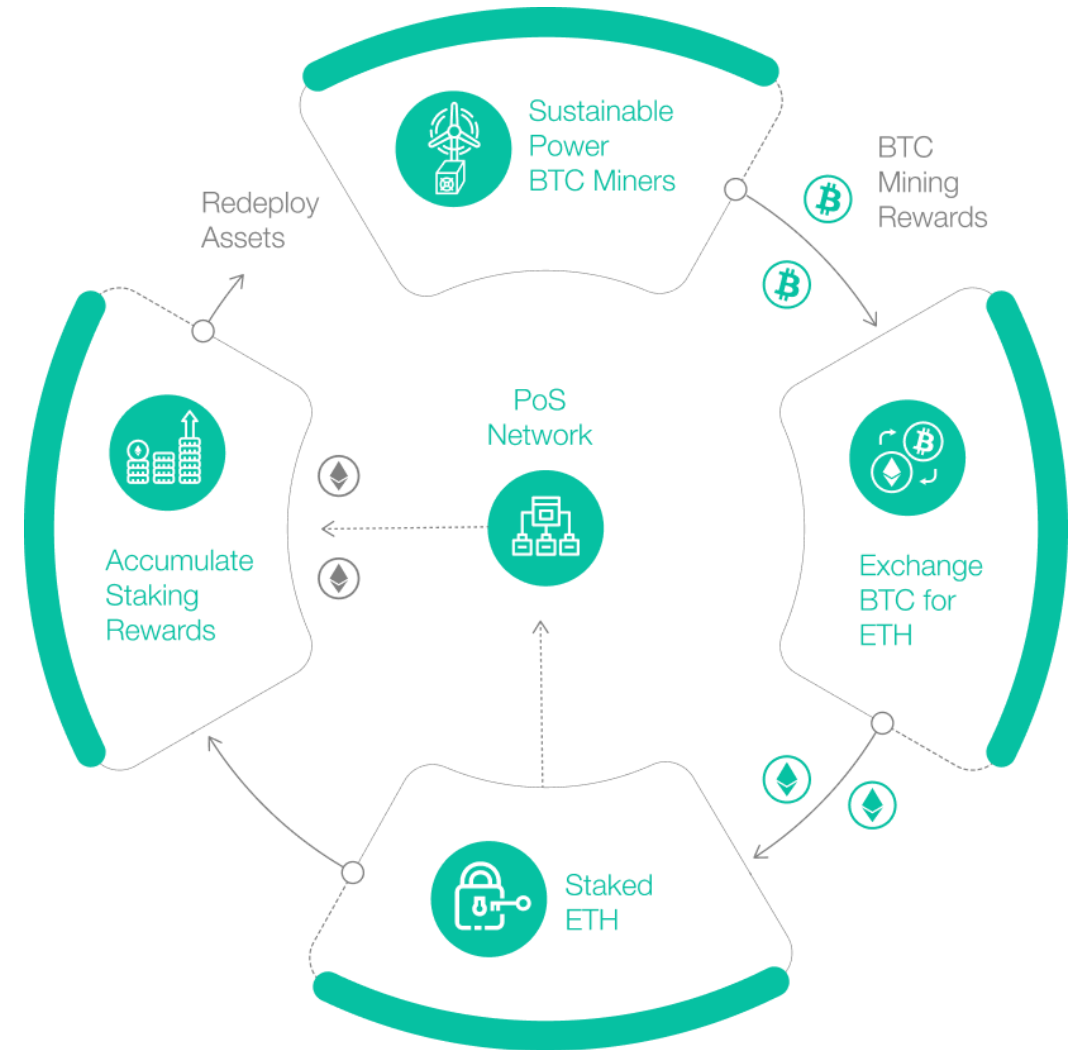 Sustainable
Power
BTC Miners
BTC
Mining
Rewards
Redeploy
Assets
PoS
Network
Accumulate
Staking
Rewards
Exchange
BTC for
ETH
Staked
ETH